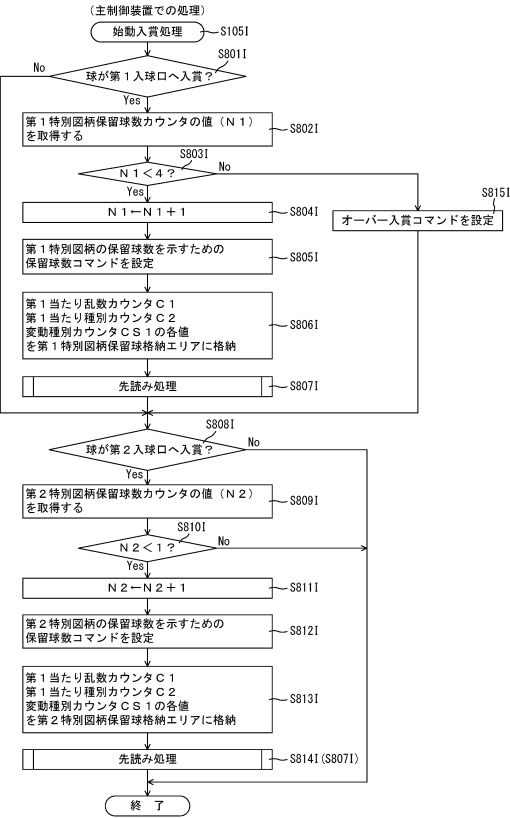 (主制御装置での処理)
始動入賞処理
S105I
S801I
球が第1入球口へ入賞?
No
Yes
第1特別図柄保留球数カウンタの値(N1)
を取得する
S802I
S803I
N1<4?
No
Yes
S815I
N1←N1+1
S804I
オーバー入賞コマンドを設定
第1特別図柄の保留球数を示すための
保留球数コマンドを設定
S805I
第1当たり乱数カウンタC1
第1当たり種別カウンタC2
変動種別カウンタCS1の各値
を第1特別図柄保留球格納エリアに格納
S806I
先読み処理
S807I
S808I
球が第2入球口へ入賞?
No
Yes
第2特別図柄保留球数カウンタの値(N2)
を取得する
S809I
S810I
N2<1?
No
Yes
N2←N2+1
S811I
第2特別図柄の保留球数を示すための
保留球数コマンドを設定
S812I
第1当たり乱数カウンタC1
第1当たり種別カウンタC2
変動種別カウンタCS1の各値
を第2特別図柄保留球格納エリアに格納
S813I
先読み処理
S814I(S807I)
終 了